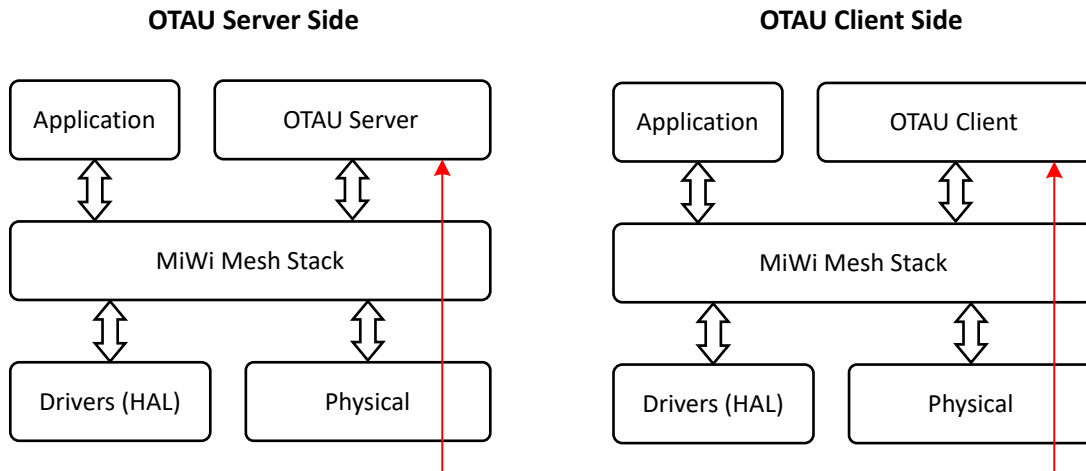 OTAU Server Side
OTAU Client Side
Application
OTAU Server
Application
OTAU Client
MiWi Mesh Stack
MiWi Mesh Stack
Drivers (HAL)
Physical
Drivers (HAL)
Physical